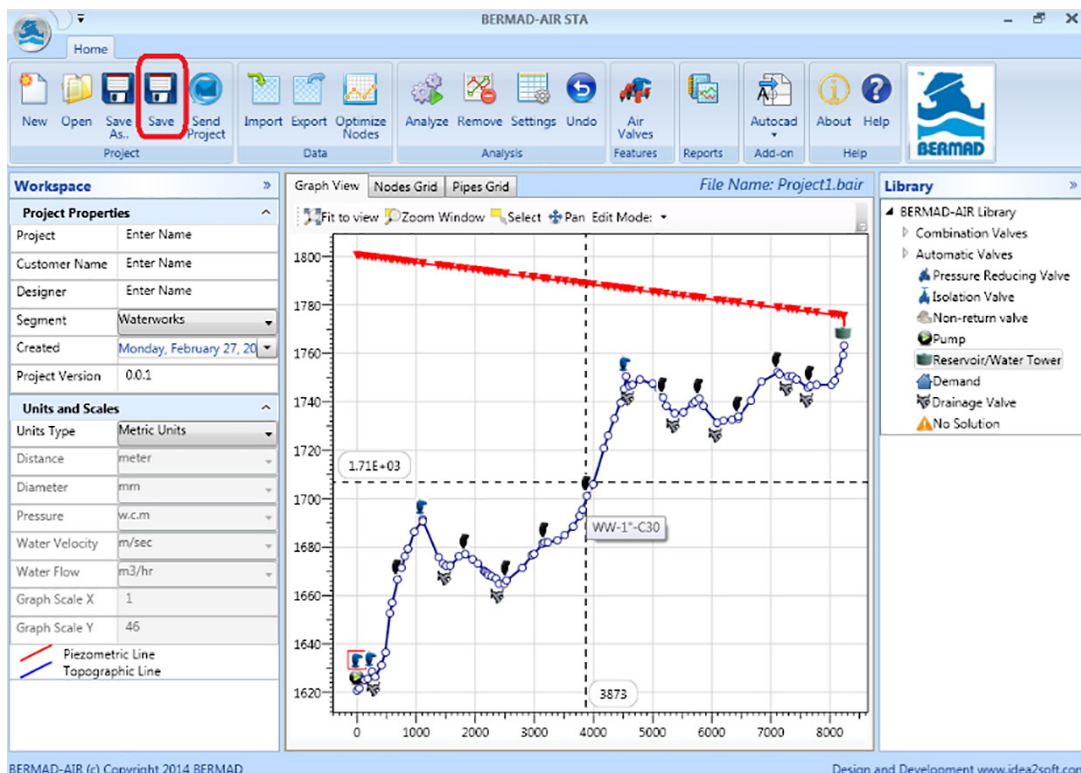 BERMAD-AIR STA
Home
New Open Save As.. Save Send Project
Project
Import Export Optimize Nodes
Data
Analyze Remove Settings Undo
Analysis
Air Valves
Features
Reports
Autocad
Add-on
About Help
Help
BERMAD
Workspace »
Project Properties
Project Enter Name
Customer Name Enter Name
Designer Enter Name
Segment Waterworks
Created Monday, February 27, 20
Project Version 0.0.1
Units and Scales
Units Type Metric Units
Distance meter
Diameter mm
Pressure w.c.m
Water Velocity m/sec
Water Flow m3/hr
Graph Scale X 1
Graph Scale Y 46
Piezometric Line
Topographic Line
Graph View Nodes Grid Pipes Grid File Name: Project1.bair
Fit to view Zoom Window Select Pan Edit Mode:
1800
1780
1760
1740
1720
1700
1680
1660
1640
1620
1.71E+03
WW-1"-C30
3873
0 1000 2000 3000 4000 5000 6000 7000 8000
Library »
BERMAD-AIR Library
Combination Valves
Automatic Valves
Pressure Reducing Valve
Isolation Valve
Non-return valve
Pump
Reservoir/Water Tower
Demand
Drainage Valve
No Solution
BERMAD-AIR (c) Copyright 2014 BERMAD
Design and Development www.idea2soft.com